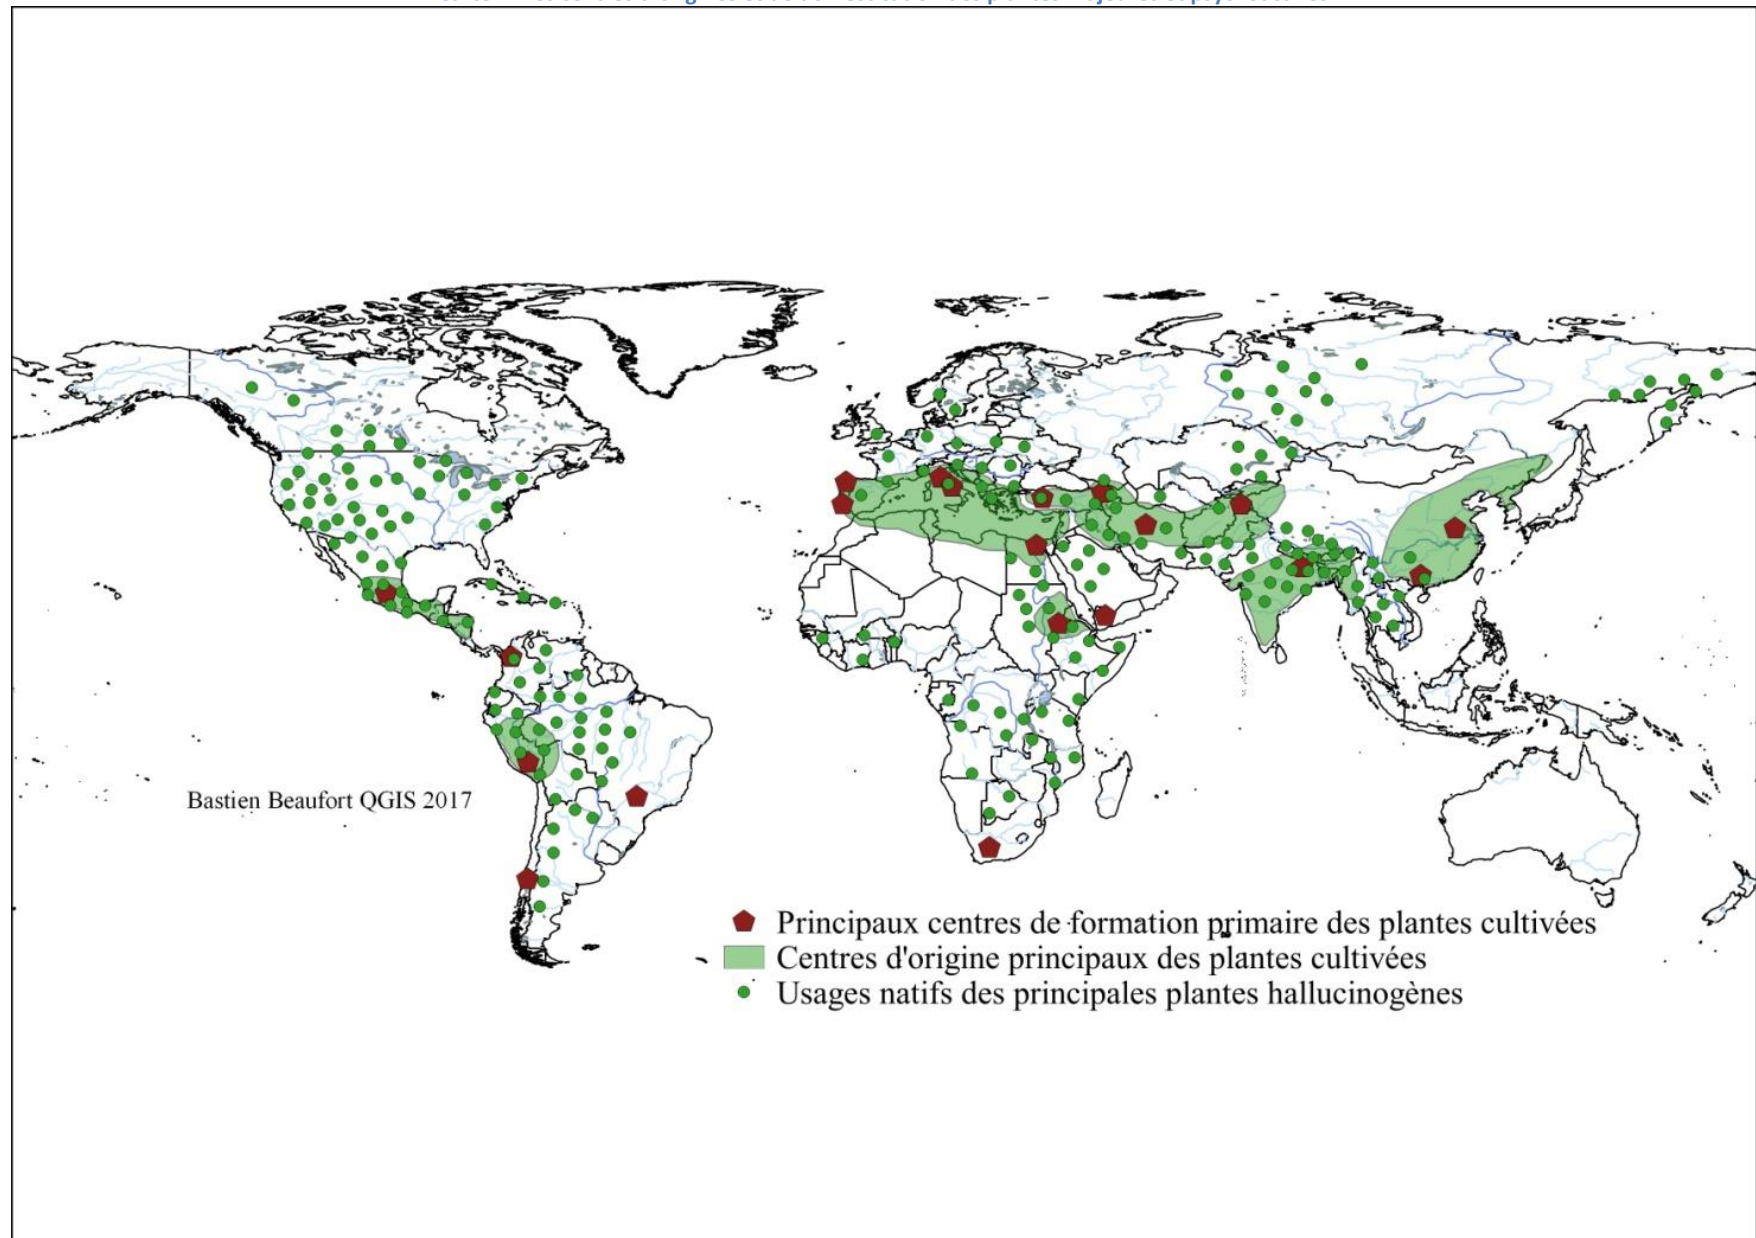 Bastien Beaufort QGIS 2017
Principaux centres de formation primaire des plantes cultivées
Centres d'origine principaux des plantes cultivées
Usages natifs des principales plantes hallucinogènes